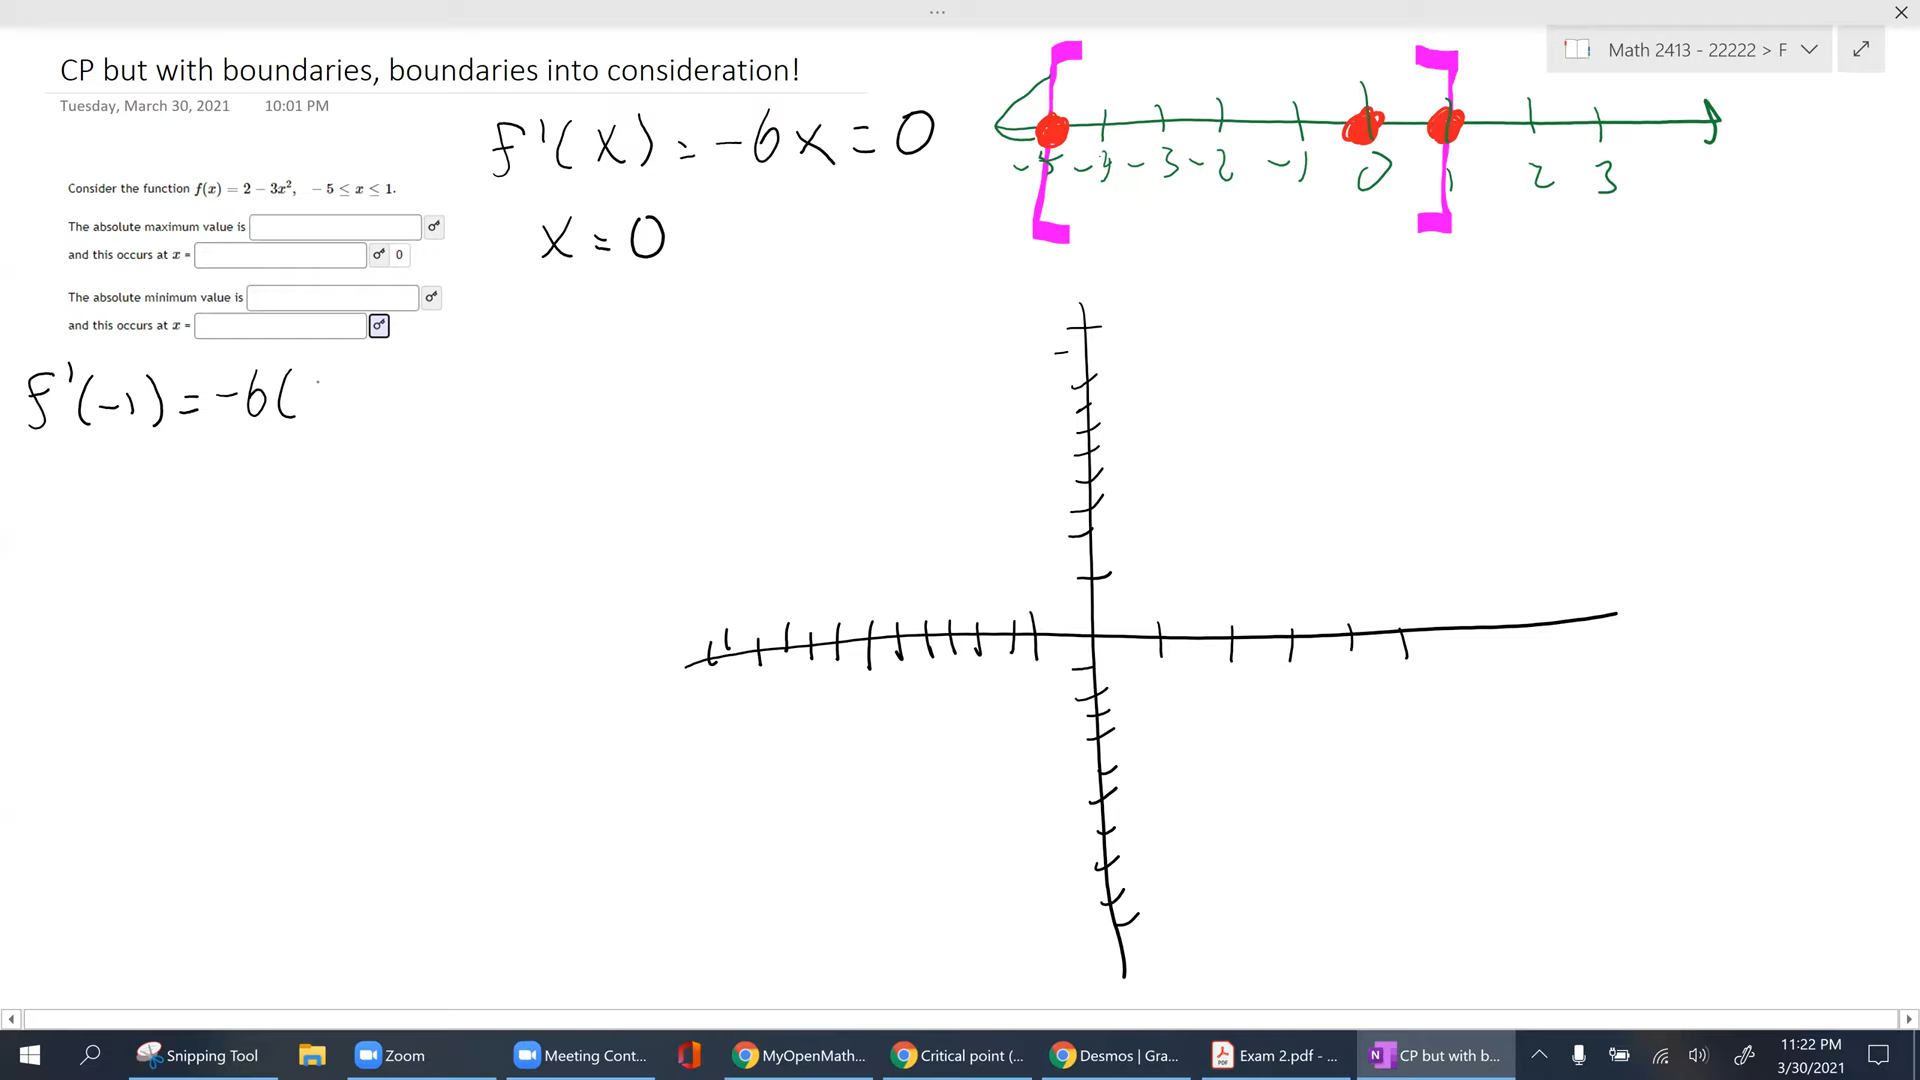 Math 2413 - 22222 > F
CP but with boundaries, boundaries into consideration!
Tuesday, March 30, 2021 10:01 PM
f'(x) = -6x = 0
-5 -4 -3 -2 -1 0 1 2 3
Consider the function f(x) = 2 − 3x², −5 ≤ x ≤ 1.
The absolute maximum value is
and this occurs at x = 0
x = 0
The absolute minimum value is
and this occurs at x =
f'(-1) = -6(
Snipping Tool Zoom Meeting Cont... MyOpenMath... Critical point (... Desmos | Gra... Exam 2.pdf - ... CP but with b... 11:22 PM
3/30/2021